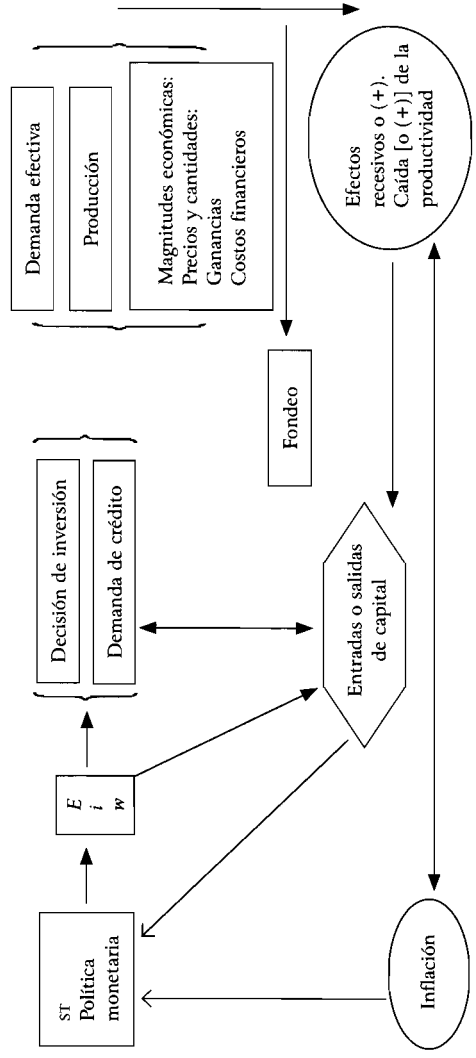 ST
Política
monetaria
E
i
w
Decisión de inversión
Demanda de crédito
Demanda efectiva
Producción
Magnitudes económicas:
Precios y cantidades:
Ganancias
Costos financieros
Fondeo
Inflación
Entradas o salidas
de capital
Efectos
recesivos o (+).
Caída [o (+)] de la
productividad